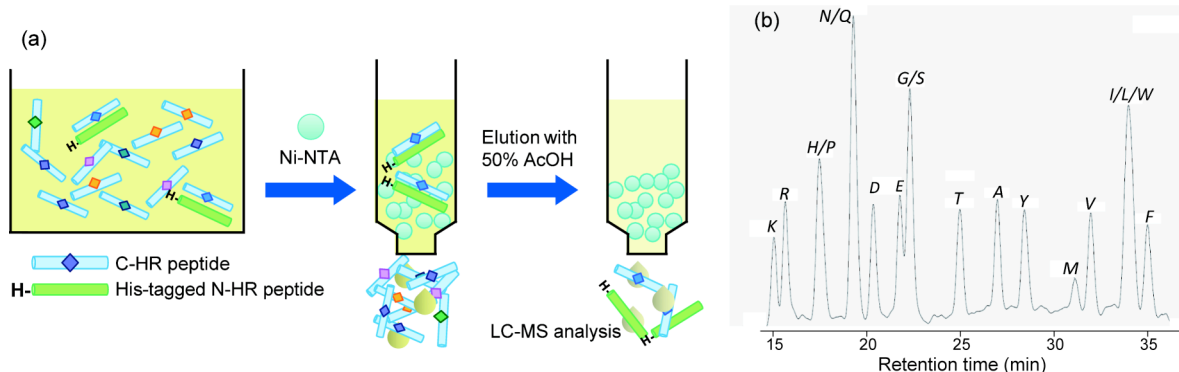 (a)
H-
H-
Ni-NTA
H-
H-
Elution with
50% AcOH
C-HR peptide
H- His-tagged N-HR peptide
LC-MS analysis
H-
H-
(b)
N/Q
G/S
I/L/W
H/P
R
D
E
T
A
Y
V
F
K
M
15 20 25 30 35
Retention time (min)